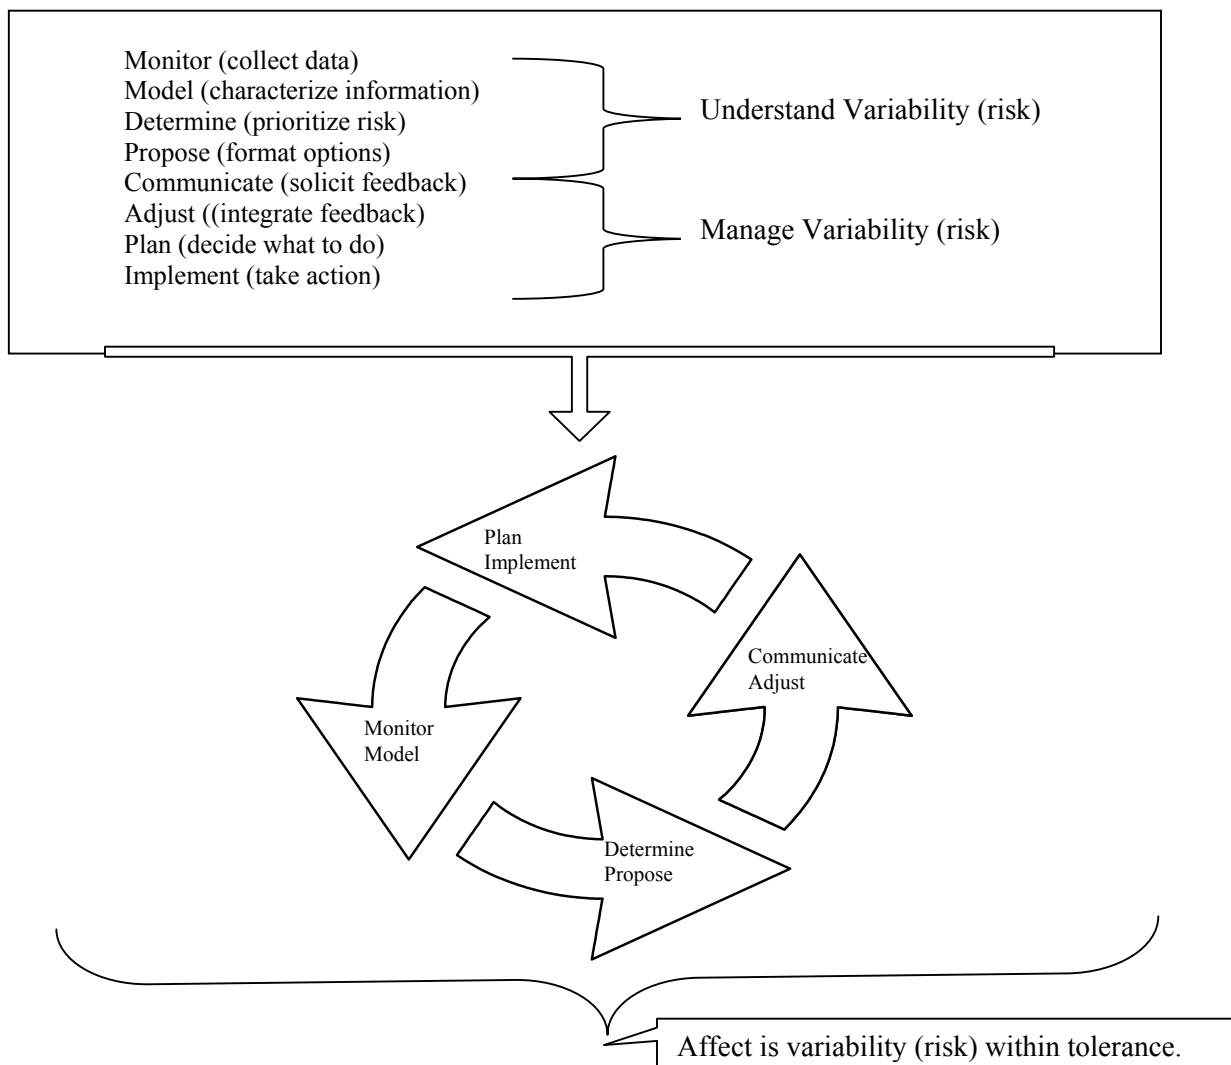 Monitor (collect data)
Model (characterize information)
Determine (prioritize risk)
Propose (format options)
Communicate (solicit feedback)
Adjust ((integrate feedback)
Plan (decide what to do)
Implement (take action)
Understand Variability (risk)
Manage Variability (risk)
Plan
Implement
Communicate
Adjust
Monitor
Model
Determine
Propose
Affect is variability (risk) within tolerance.